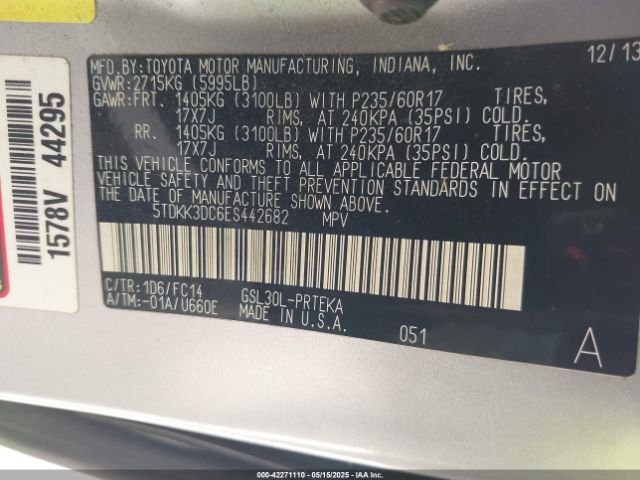 MFD.BY:TOYOTA MOTOR MANUFACTURING, INDIANA, INC. 12/13
GVWR:2715KG (5995LB)
GAWR:FRT. 1405KG (3100LB) WITH P235/60R17 TIRES,
17X7J RIMS, AT 240KPA (35PSI) COLD.
RR. 1405KG (3100LB) WITH P235/60R17 TIRES,
17X7J RIMS, AT 240KPA (35PSI) COLD.
THIS VEHICLE CONFORMS TO ALL APPLICABLE FEDERAL MOTOR
VEHICLE SAFETY AND THEFT PREVENTION STANDARDS IN EFFECT ON
THE DATE OF MANUFACTURE SHOWN ABOVE.
5TDKK3DC6ES442682 MPV
C/TR:1D6/FC14 GSL30L-PRTEKA
A/TM:-01A/U660E MADE IN U.S.A.
051
A
1578V 44295
000-42271110 - 05/15/2025 - IAAI Copyright